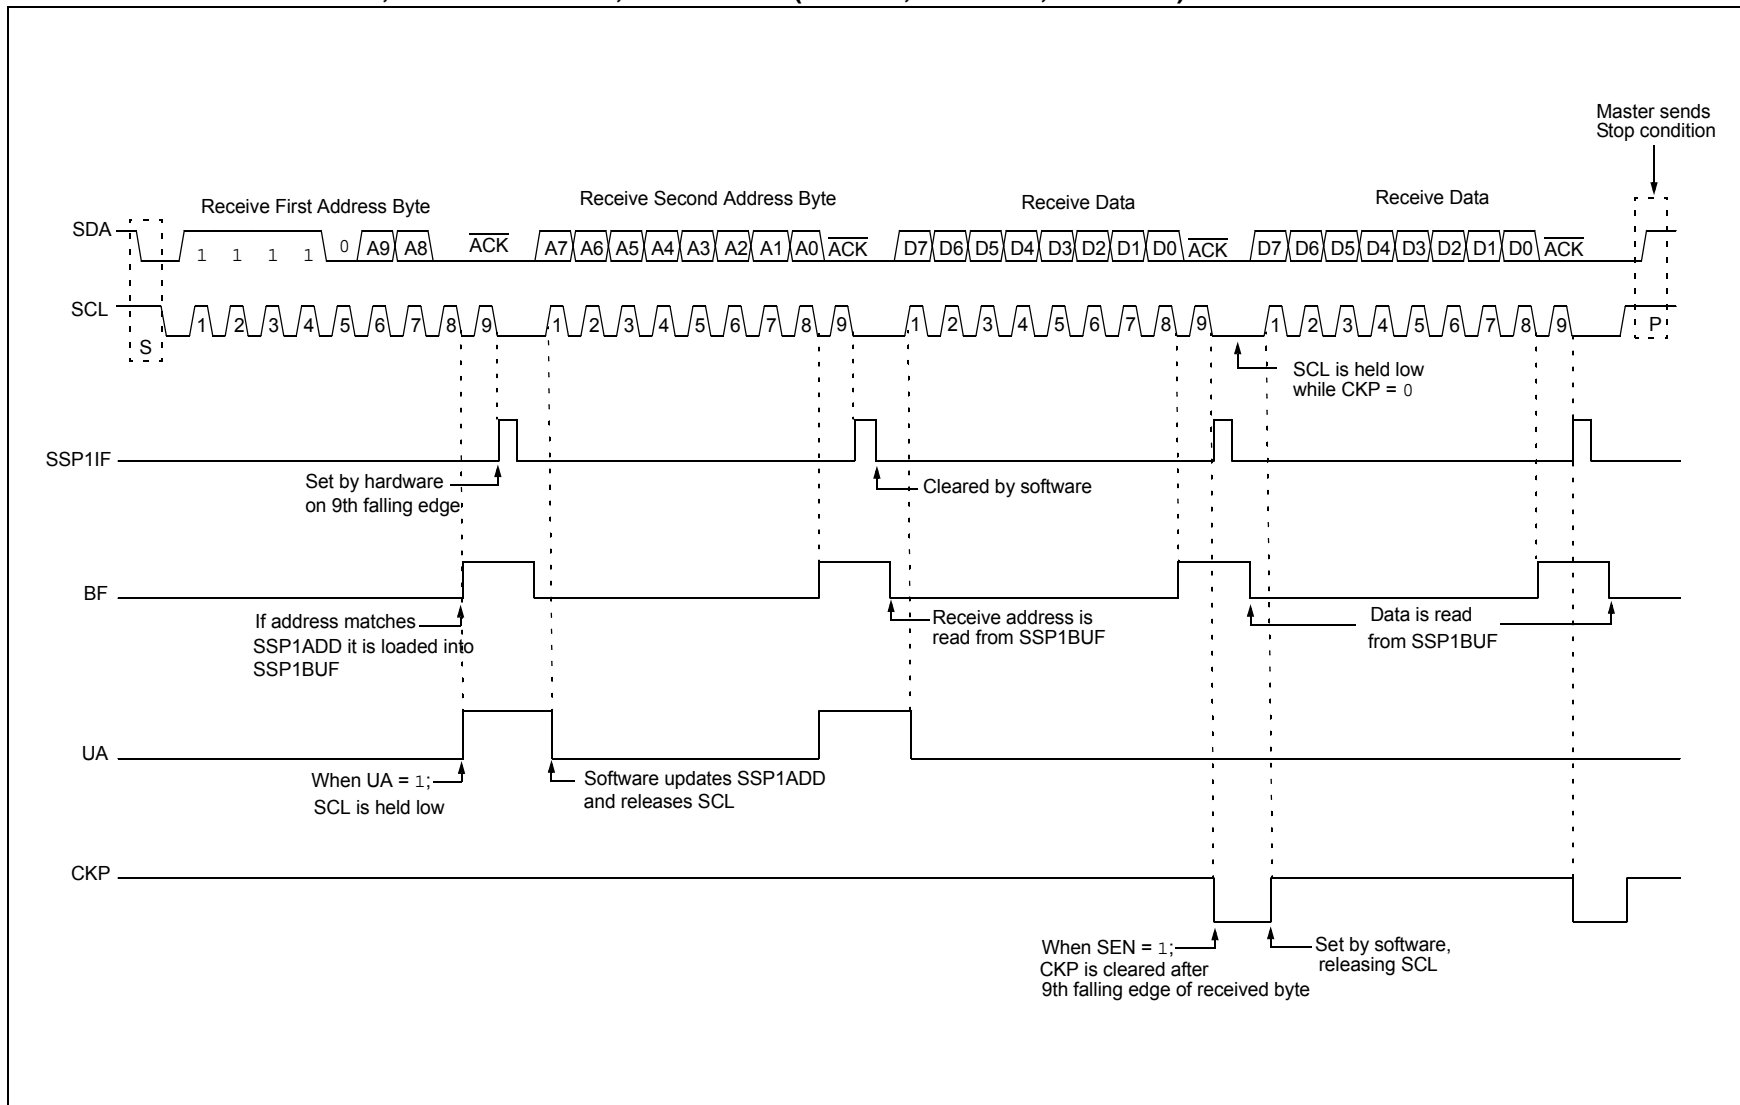 Master sends
Stop condition
Receive First Address Byte
Receive Second Address Byte
Receive Data
Receive Data
SDA
1 1 1 1 0 A9 A8 ACK A7 A6 A5 A4 A3 A2 A1 A0 ACK D7 D6 D5 D4 D3 D2 D1 D0 ACK D7 D6 D5 D4 D3 D2 D1 D0 ACK
SCL
S
1 2 3 4 5 6 7 8 9 1 2 3 4 5 6 7 8 9 1 2 3 4 5 6 7 8 9 1 2 3 4 5 6 7 8 9 P
SCL is held low
while CKP = 0
SSP1IF
Set by hardware
on 9th falling edge
Cleared by software
BF
If address matches
SSP1ADD it is loaded into
SSP1BUF
Receive address is
read from SSP1BUF
Data is read
from SSP1BUF
UA
When UA = 1;
SCL is held low
Software updates SSP1ADD
and releases SCL
CKP
When SEN = 1;
CKP is cleared after
9th falling edge of received byte
Set by software,
releasing SCL